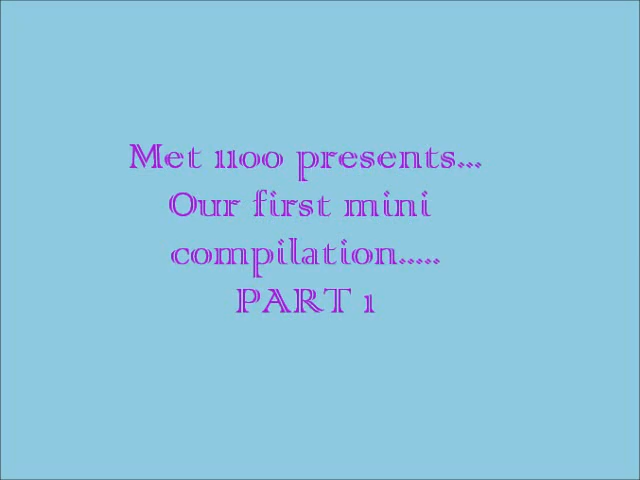 Met 1100 presents...
Our first mini
compilation.....
PART 1